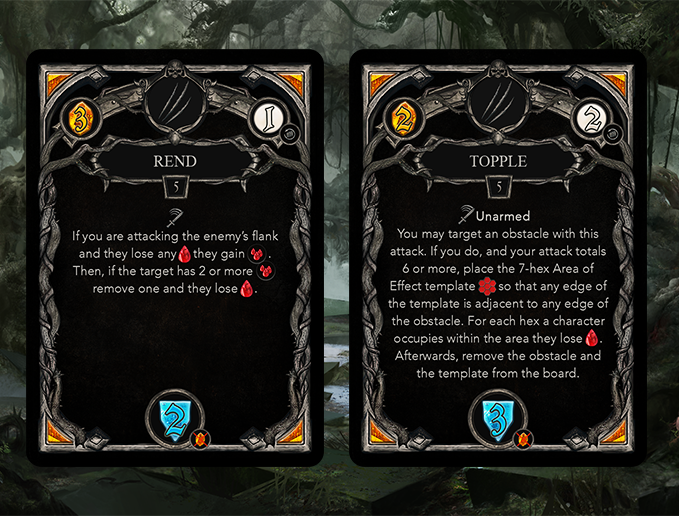 3
1
REND
5
If you are attacking the enemy's flank
and they lose any they gain .
Then, if the target has 2 or more
remove one and they lose .
2
2
2
TOPPLE
5
Unarmed
You may target an obstacle with this
attack. If you do, and your attack totals
6 or more, place the 7-hex Area of
Effect template so that any edge of
the template is adjacent to any edge of
the obstacle. For each hex a character
occupies within the area they lose .
Afterwards, remove the obstacle and
the template from the board.
3